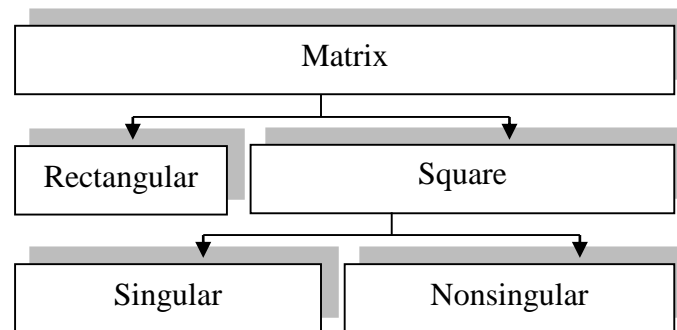 Matrix
Rectangular
Square
Singular
Nonsingular